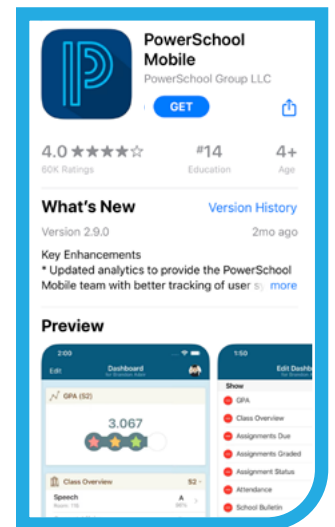 PowerSchool
Mobile
PowerSchool Group LLC
GET
4.0 ★★★★☆ #14 4+
60K Ratings Education Age
What's New Version History
Version 2.9.0 2mo ago
Key Enhancements
* Updated analytics to provide the PowerSchool
Mobile team with better tracking of user more
Preview
2:00
Edit Dashboard
GPA (S2)
3.067
Class Overview S2
Speech A
1:50
Edit Dashb
Show
GPA
Class Overview
Assignments Due
Assignments Graded
Assignment Status
Attendance
School Bulletin